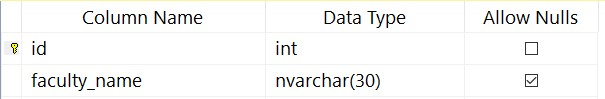 Column Name Data Type Allow Nulls
id int
faculty_name nvarchar(30)